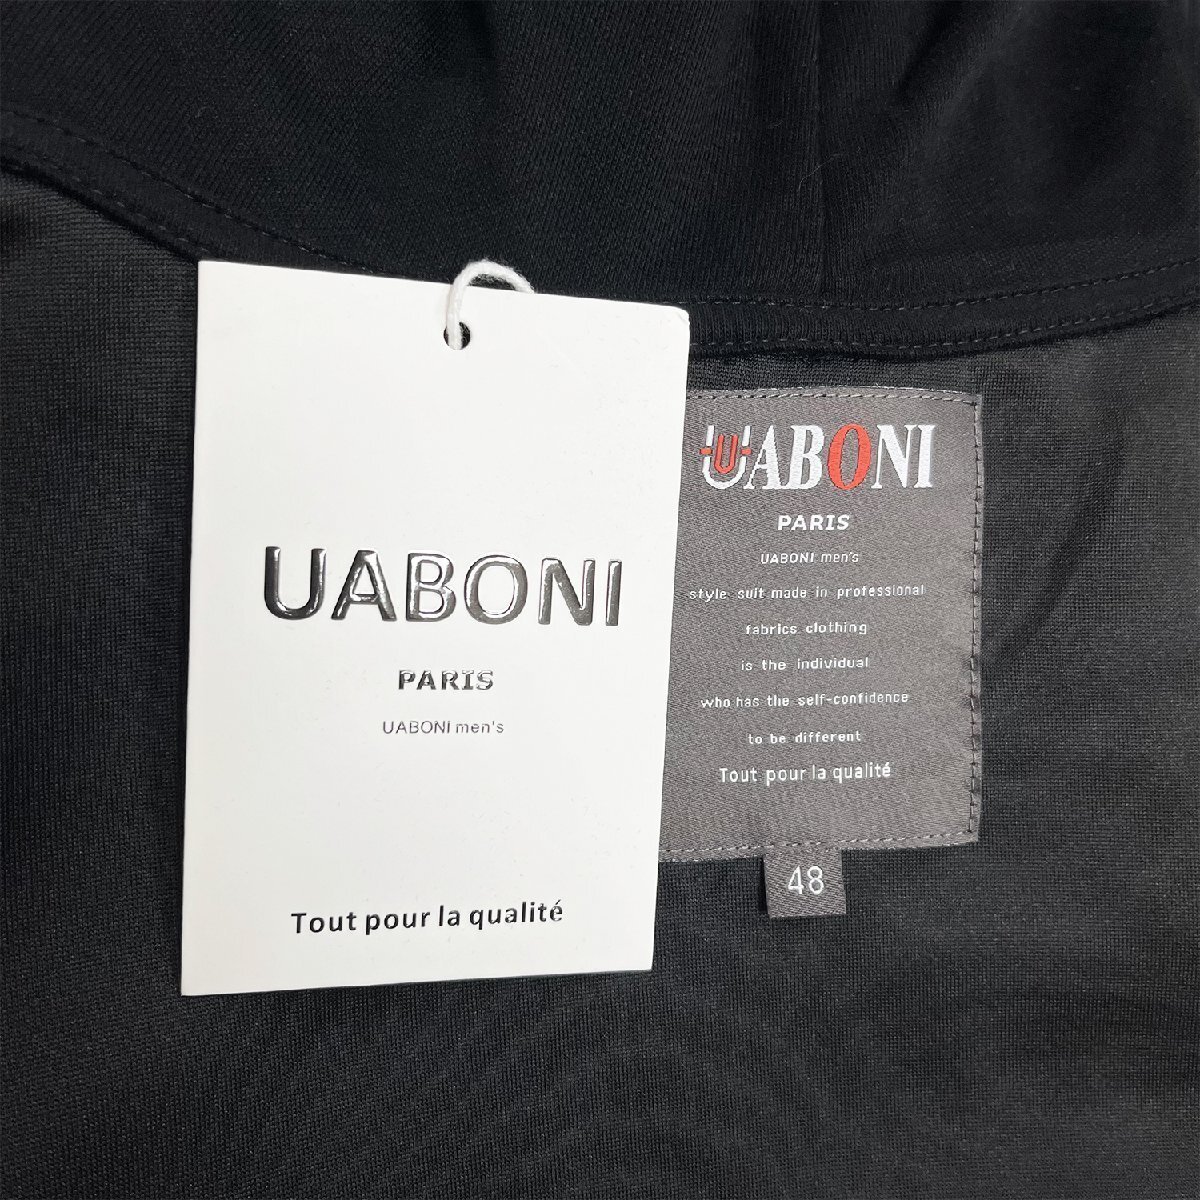 UABONI
PARIS
UABONI men's
Tout pour la qualité
UABONI
PARIS
UABONI men's
style suit made in professional
fabrics clothing
is the individual
who has the self-confidence
to be different
Tout pour la qualité
48